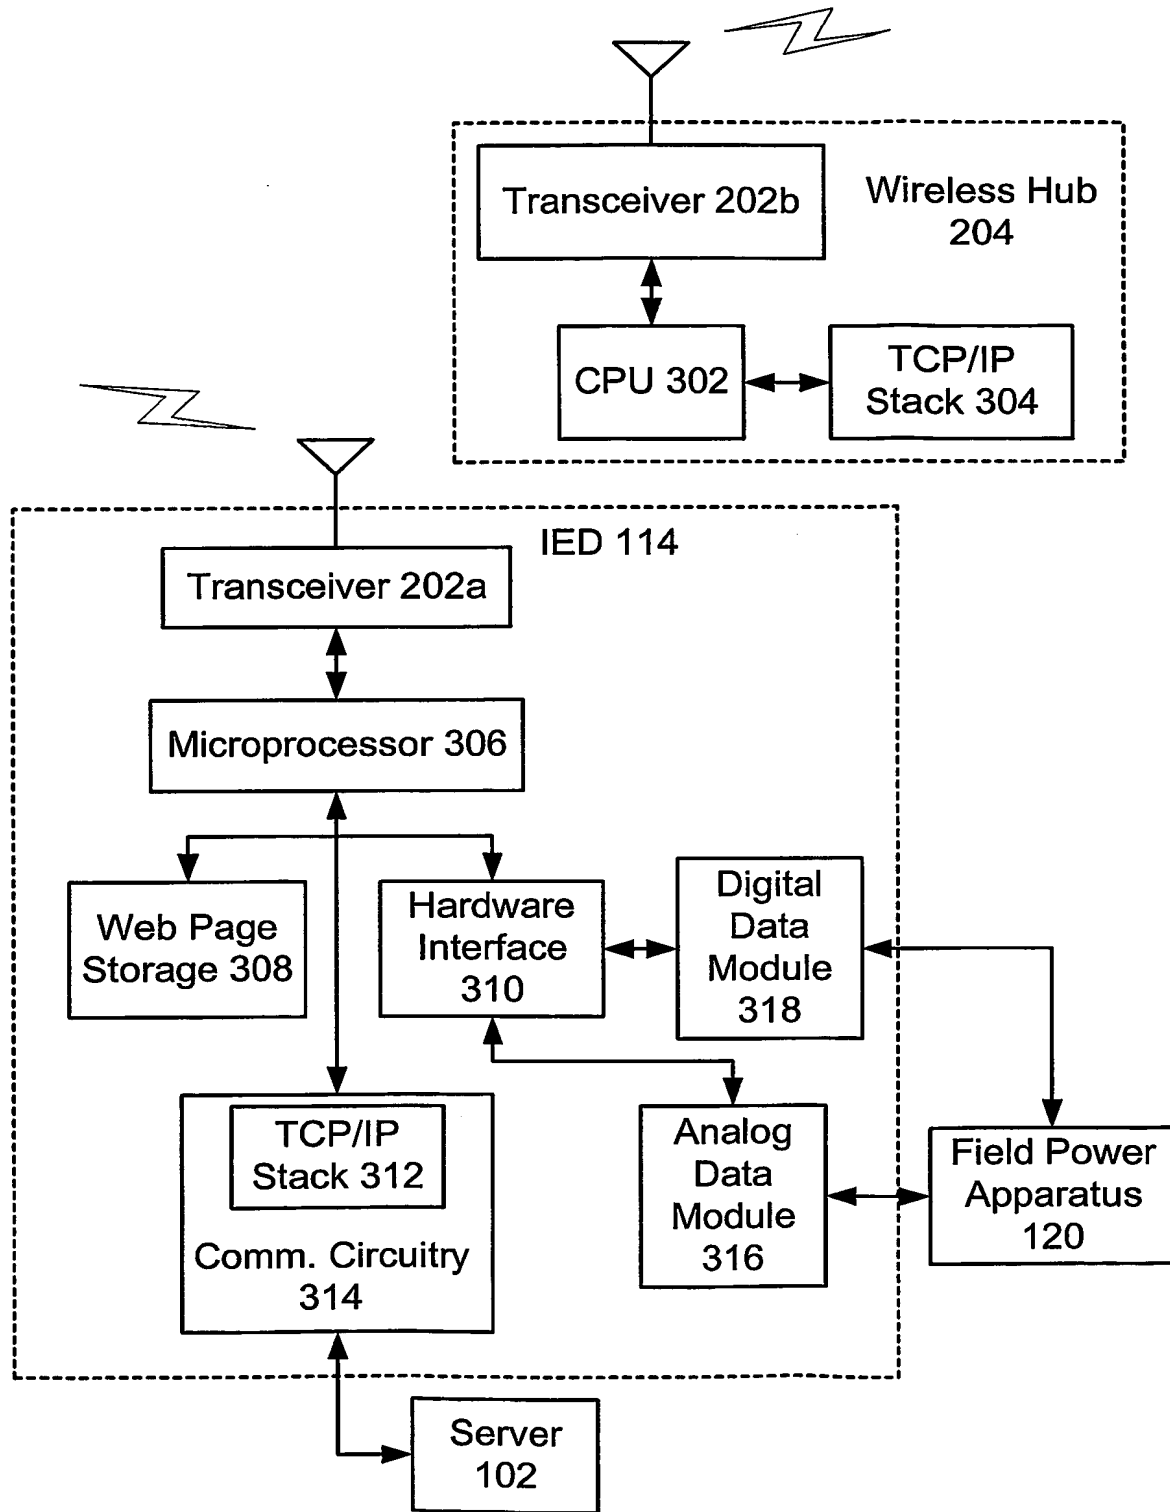 Transceiver 202b
Wireless Hub
204
CPU 302
TCP/IP
Stack 304
IED 114
Transceiver 202a
Microprocessor 306
Web Page
Storage 308
Hardware
Interface
310
Digital
Data
Module
318
TCP/IP
Stack 312
Comm. Circuitry
314
Analog
Data
Module
316
Field Power
Apparatus
120
Server
102